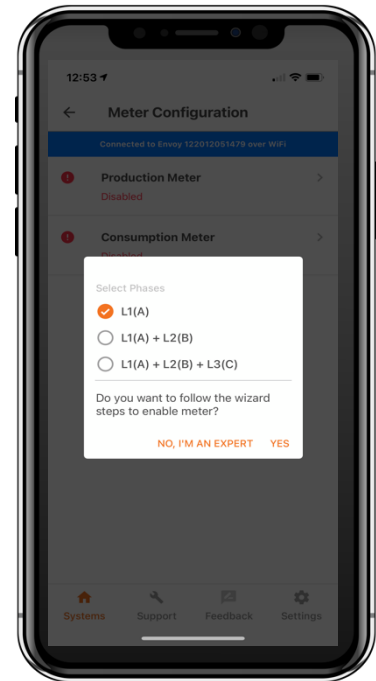 12:53
Meter Configuration
Connected to Envoy 122012051479 over WiFi
Production Meter
Disabled
Consumption Meter
Disabled
Select Phases
L1(A)
L1(A) + L2(B)
L1(A) + L2(B) + L3(C)
Do you want to follow the wizard
steps to enable meter?
NO, I'M AN EXPERT YES
Systems Support Feedback Settings